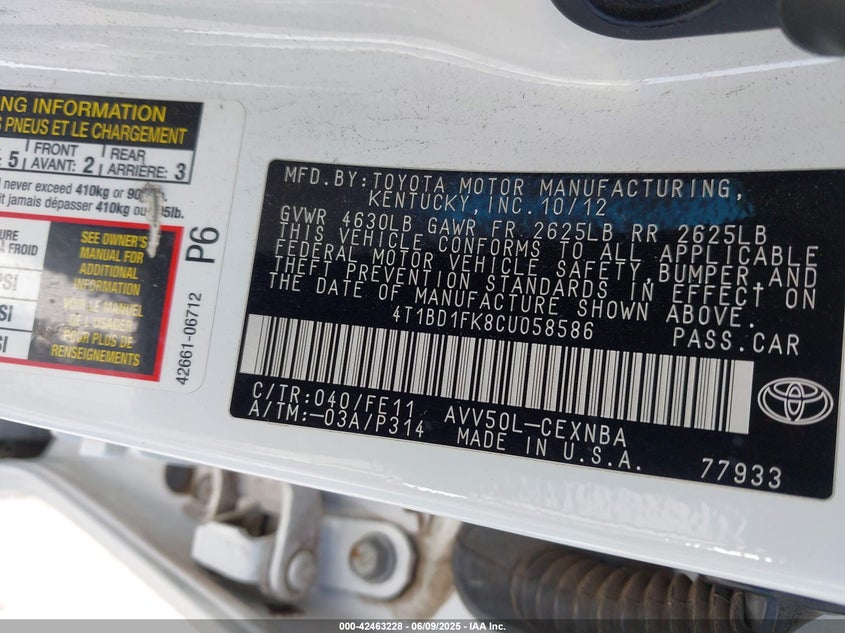 NG INFORMATION
S PNEUS ET LE CHARGEMENT
5 FRONT AVANT: 2 REAR ARRIÈRE: 3
never exceed 410kg or
it jamais dépasser 410kg ou
A FROID
PSI
SI
SI
SEE OWNER'S
MANUAL FOR
ADDITIONAL
INFORMATION
VOIR LE MANUEL
DE L'USAGER
POUR PLUS DE
RENSEIGNEMENTS
42661-06712 P6
MFD.BY:TOYOTA MOTOR MANUFACTURING,
KENTUCKY, INC.10/12
GVWR 4630LB GAWR FR 2625LB RR 2625LB
THIS VEHICLE CONFORMS TO ALL APPLICABLE
FEDERAL MOTOR VEHICLE SAFETY,BUMPER,AND
THEFT PREVENTION STANDARDS IN EFFECT ON
THE DATE OF MANUFACTURE SHOWN ABOVE.
4T1BD1FK8CU058586 PASS.CAR
C/TR:040/FE11 AVV50L-CEXNBA
A/TM:-03A/P314 MADE IN U.S.A.
77933
000-42463228 - 06/09/2025 - IAA Inc.